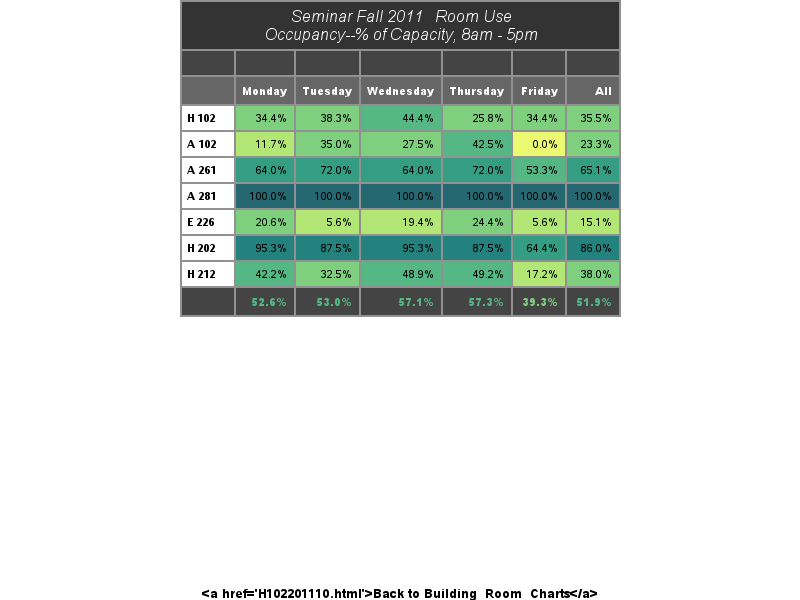 Seminar Fall 2011 Room Use
Occupancy--% of Capacity, 8am - 5pm
Monday Tuesday Wednesday Thursday Friday All
H 102 34.4% 38.3% 44.4% 25.8% 34.4% 35.5%
A 102 11.7% 35.0% 27.5% 42.5% 0.0% 23.3%
A 261 64.0% 72.0% 64.0% 72.0% 53.3% 65.1%
A 281 100.0% 100.0% 100.0% 100.0% 100.0% 100.0%
E 226 20.6% 5.6% 19.4% 24.4% 5.6% 15.1%
H 202 95.3% 87.5% 95.3% 87.5% 64.4% 86.0%
H 212 42.2% 32.5% 48.9% 49.2% 17.2% 38.0%
52.6% 53.0% 57.1% 57.3% 39.3% 51.9%
<a href='H102201110.html'>Back to Building_Room_Charts</a>